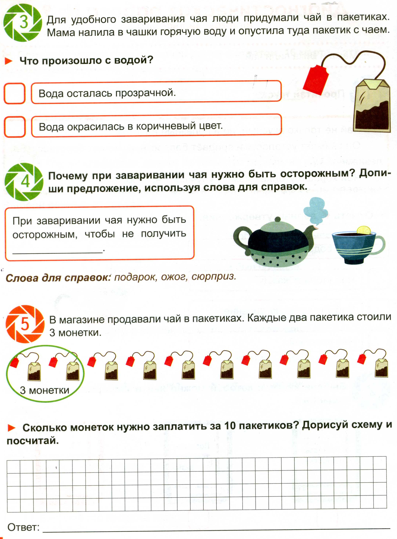 3
Для удобного заваривания чая люди придумали чай в пакетиках.
Мама налила в чашки горячую воду и опустила туда пакетик с чаем.
► Что произошло с водой?
Вода осталась прозрачной.
Вода окрасилась в коричневый цвет.
4
Почему при заваривании чая нужно быть осторожным? Допи-
ши предложение, используя слова для справок.
При заваривании чая нужно быть
осторожным, чтобы не получить
_______________.
Слова для справок: подарок, ожог, сюрприз.
5
В магазине продавали чай в пакетиках. Каждые два пакетика стоили
3 монетки.
3 монетки
► Сколько монеток нужно заплатить за 10 пакетиков? Дорисуй схему и
посчитай.
Ответ: